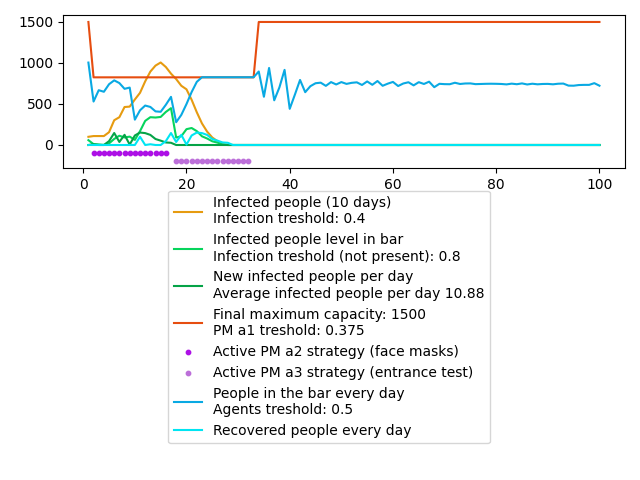 1500
1000
500
0
0 20 40 60 80 100
Infected people (10 days)
Infection treshold: 0.4
Infected people level in bar
Infection treshold (not present): 0.8
New infected people per day
Average infected people per day 10.88
Final maximum capacity: 1500
PM a1 treshold: 0.375
Active PM a2 strategy (face masks)
Active PM a3 strategy (entrance test)
People in the bar every day
Agents treshold: 0.5
Recovered people every day